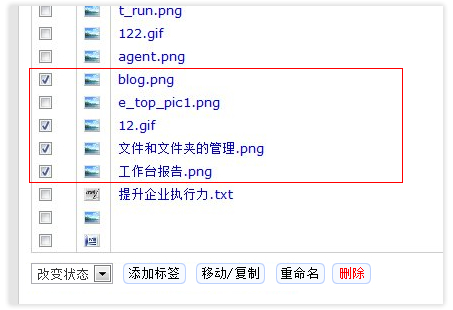 t_run.png
122.gif
agent.png
blog.png
e_top_pic1.png
12.gif
文件和文件夹的管理.png
工作台报告.png
提升企业执行力.txt
改变状态 添加标签 移动/复制 重命名 删除